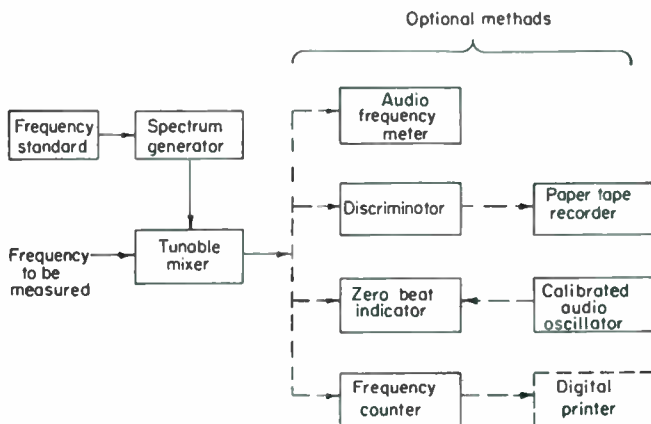 Optional methods
Frequency
standard
Spectrum
generator
Audio
frequency
meter
Discriminator
Paper tape
recorder
Frequency
to be
measured
Tunable
mixer
Zero beat
indicator
Calibrated
audio
oscillator
Frequency
counter
Digital
printer